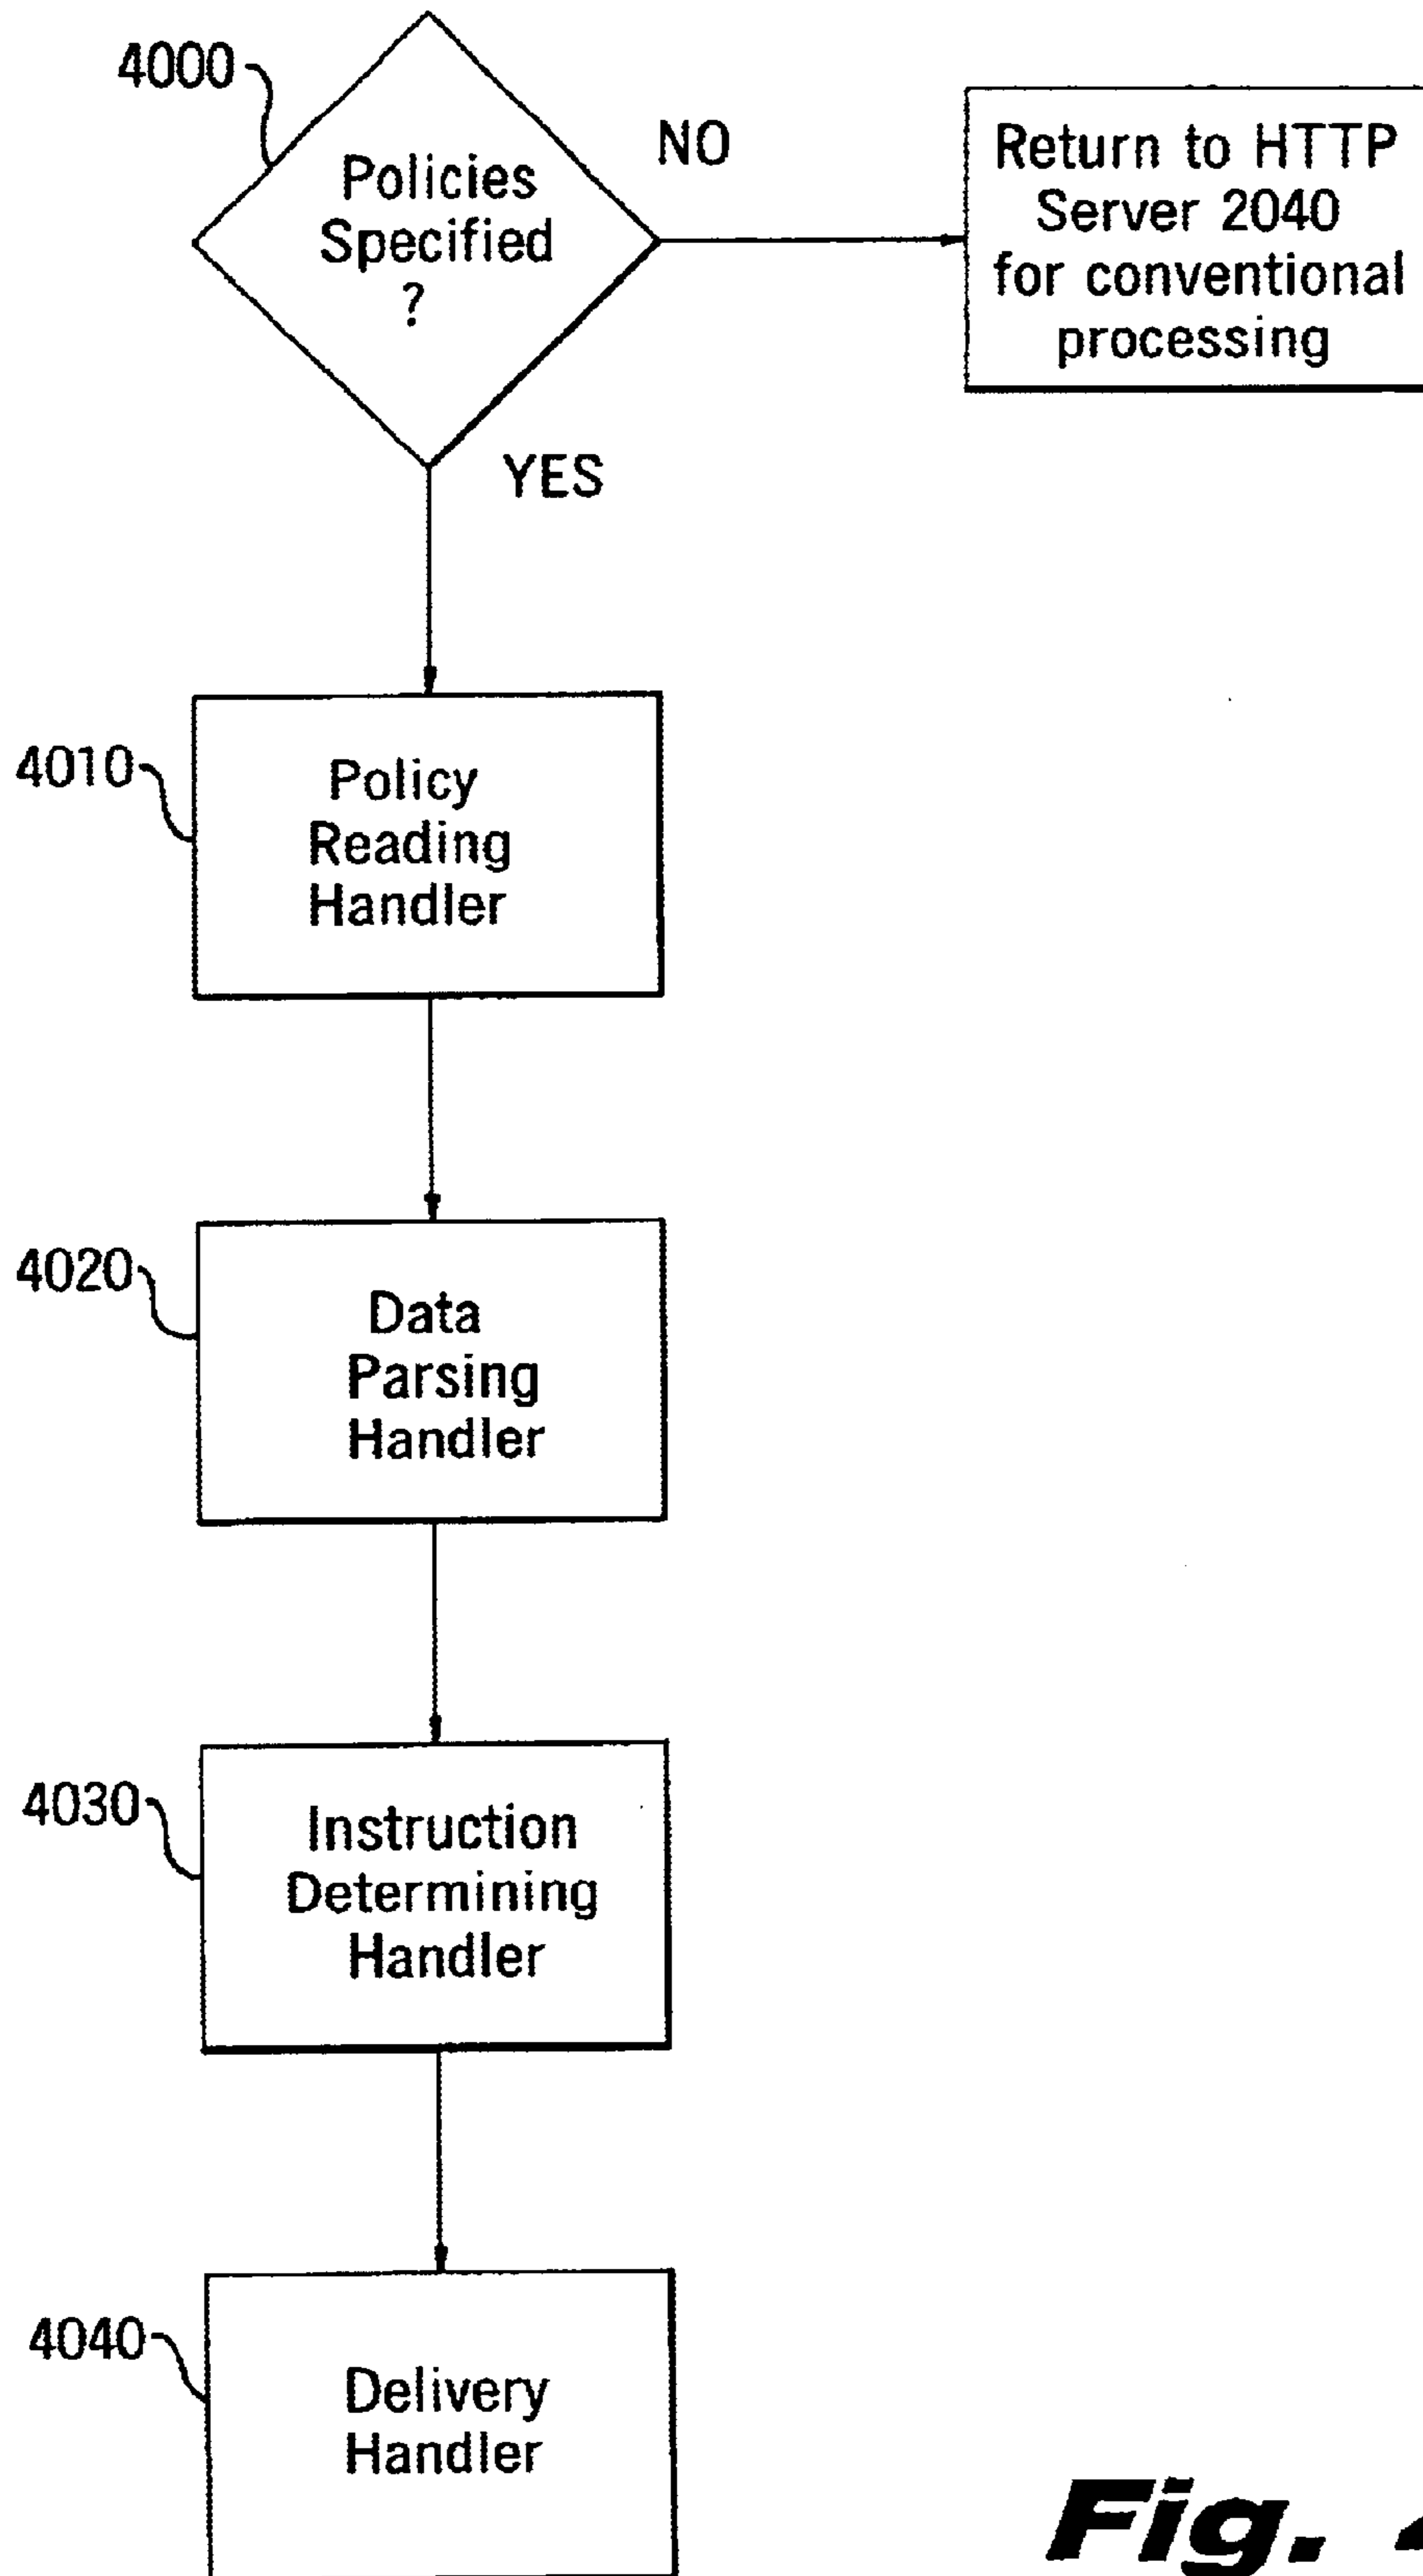 4000
Policies
Specified
?
NO
Return to HTTP
Server 2040
for conventional
processing
YES
4010
Policy
Reading
Handler
4020
Data
Parsing
Handler
4030
Instruction
Determining
Handler
4040
Delivery
Handler
Fig.